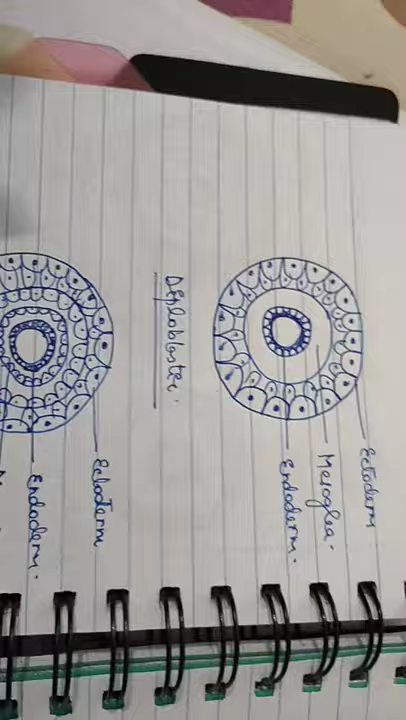 Ectoderm
Mesoglea.
Endoderm.
Diploblastic.
Ectoderm
Endoderm.